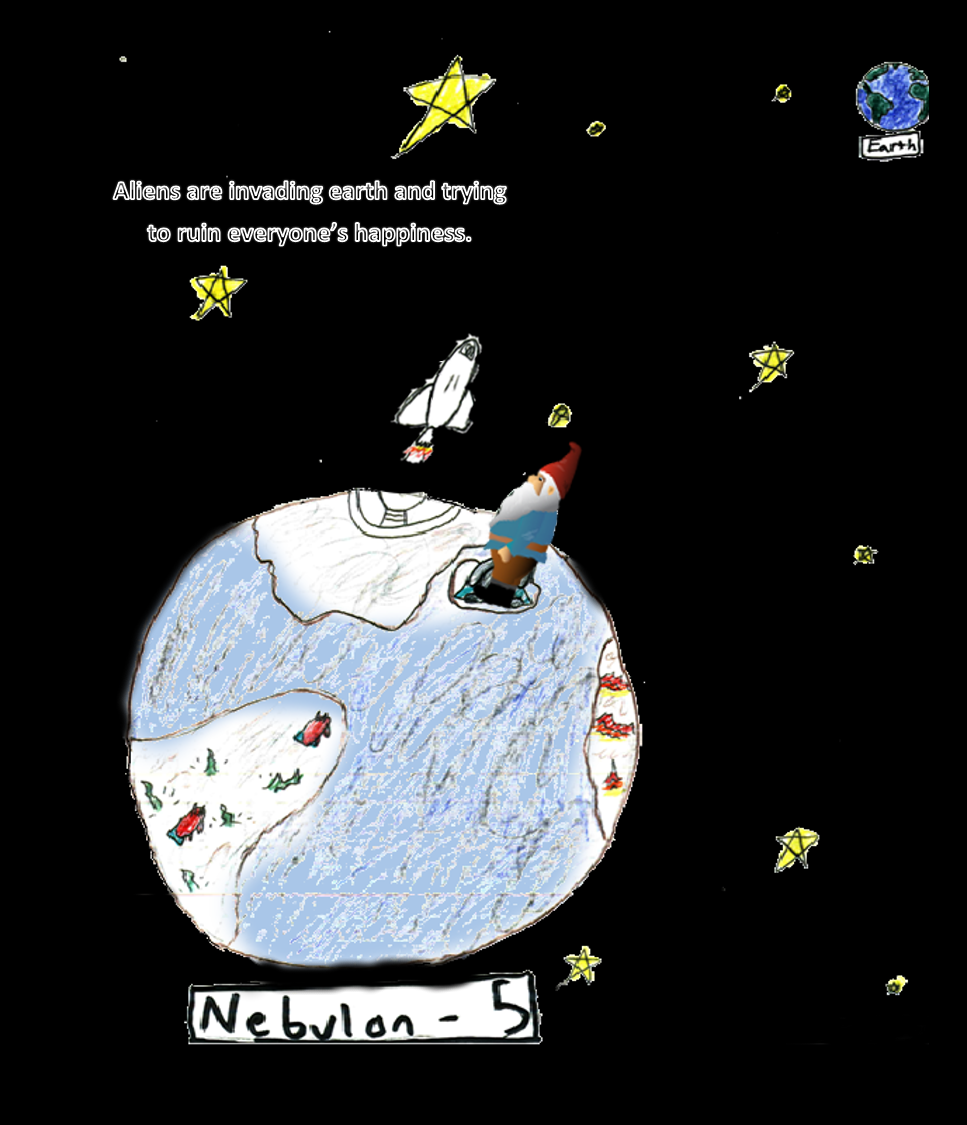 Earth
Aliens are invading earth and trying
to ruin everyone’s happiness.
Nebulon - 5